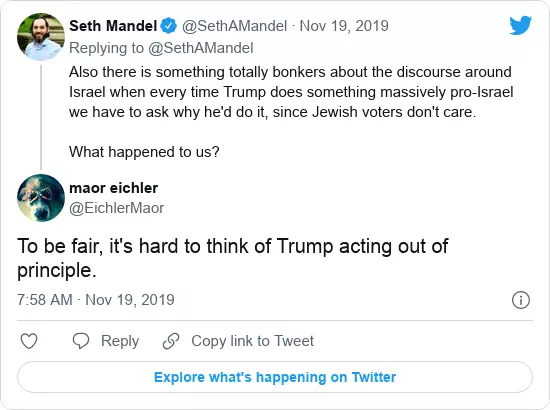 Seth Mandel @SethAMandel · Nov 19, 2019
Replying to @SethAMandel
Also there is something totally bonkers about the discourse around
Israel when every time Trump does something massively pro-Israel
we have to ask why he'd do it, since Jewish voters don't care.
What happened to us?
maor eichler
@EichlerMaor
To be fair, it's hard to think of Trump acting out of
principle.
7:58 AM · Nov 19, 2019
Reply
Copy link to Tweet
Explore what's happening on Twitter